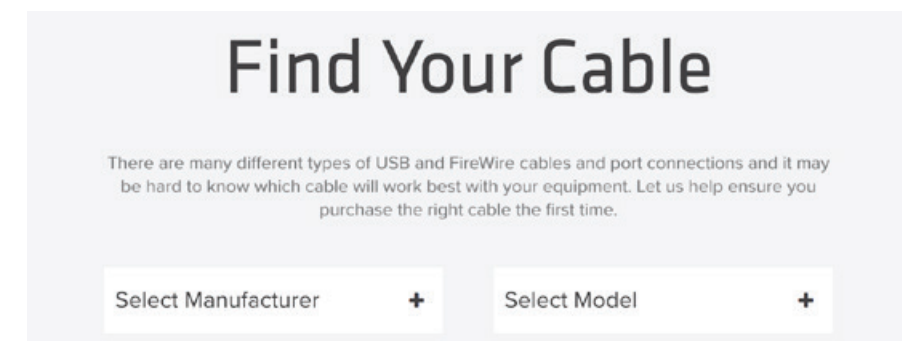 Find Your Cable
There are many different types of USB and FireWire cables and port connections and it may
be hard to know which cable will work best with your equipment. Let us help ensure you
purchase the right cable the first time.
Select Manufacturer +
Select Model +